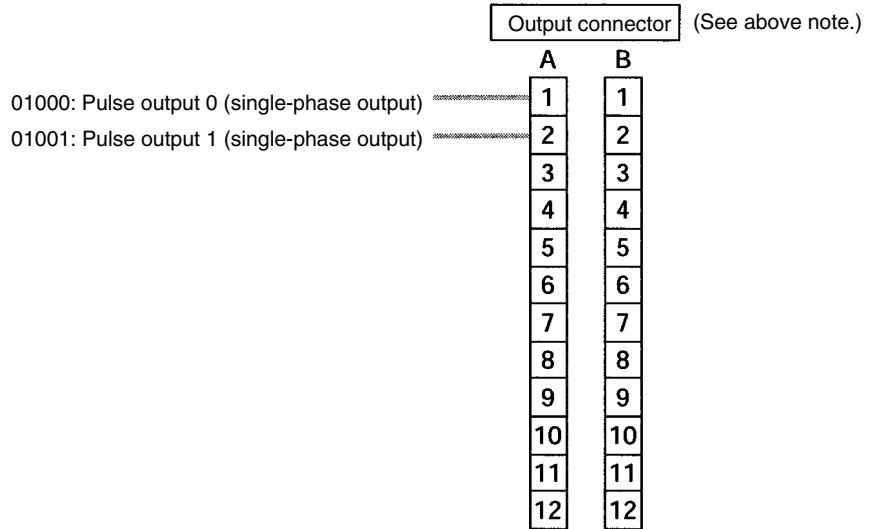 Output connector (See above note.)
A B
01000: Pulse output 0 (single-phase output) 1 1
01001: Pulse output 1 (single-phase output) 2 2
3 3
4 4
5 5
6 6
7 7
8 8
9 9
10 10
11 11
12 12